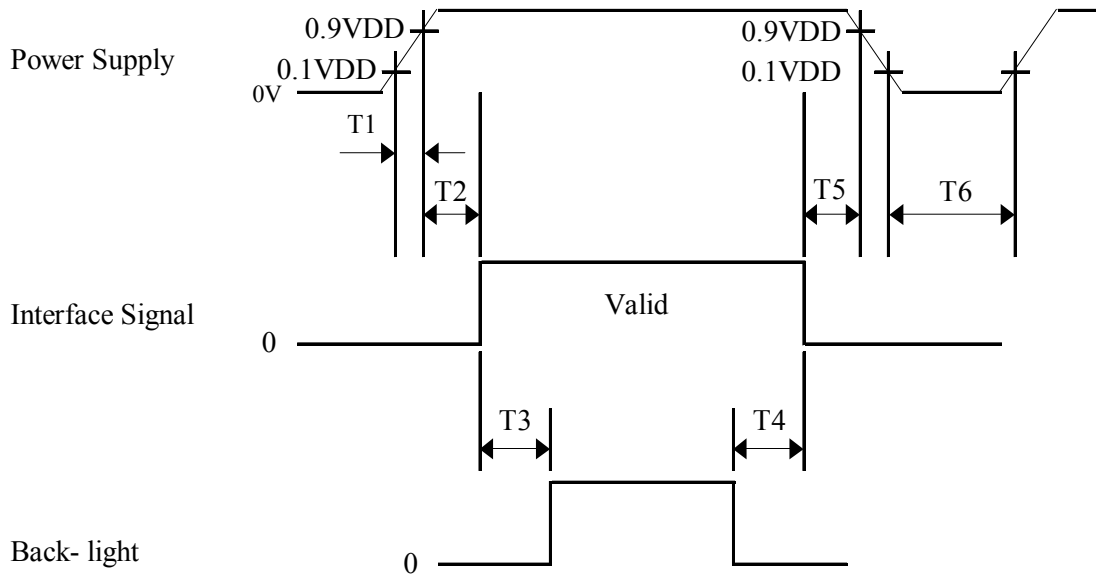 Power Supply
0.9VDD
0.1VDD
0V
0.9VDD
0.1VDD
T1
T2
T5
T6
Interface Signal
0
Valid
T3
T4
Back- light
0